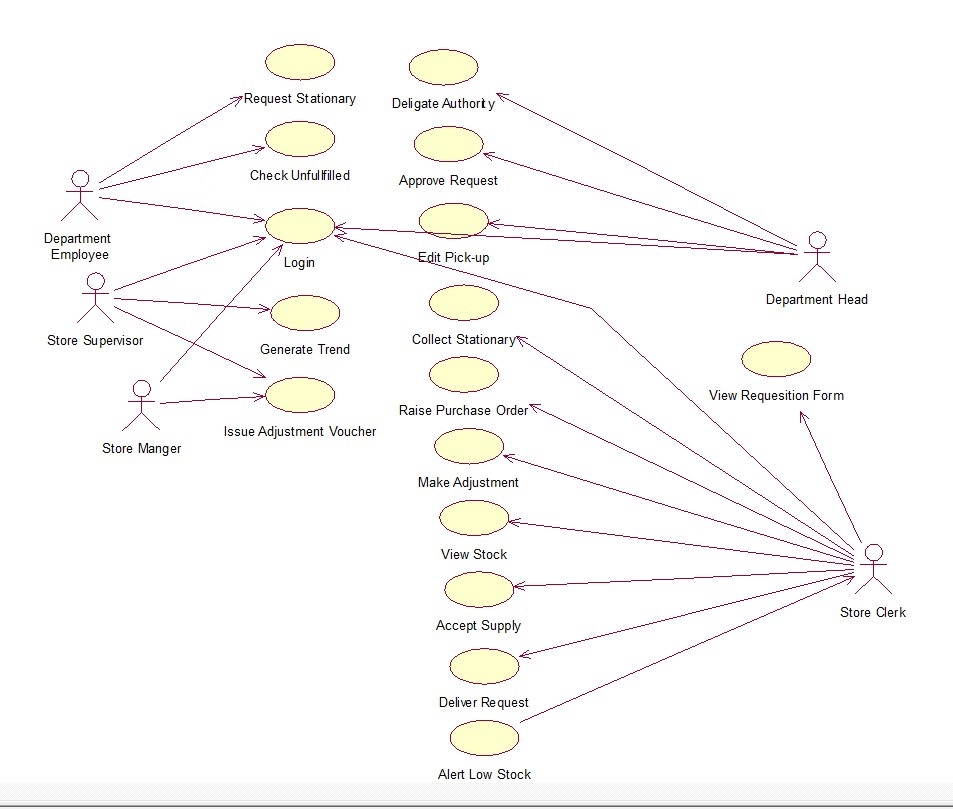 Request Stationary
Deligate Authority
Check Unfullfilled
Approve Request
Department
Employee
Login
Edit Pick-up
Department Head
Store Supervisor
Generate Trend
Collect Stationary
View Requesition Form
Store Manger
Issue Adjustment Voucher
Raise Purchase Order
Make Adjustment
View Stock
Accept Supply
Store Clerk
Deliver Request
Alert Low Stock